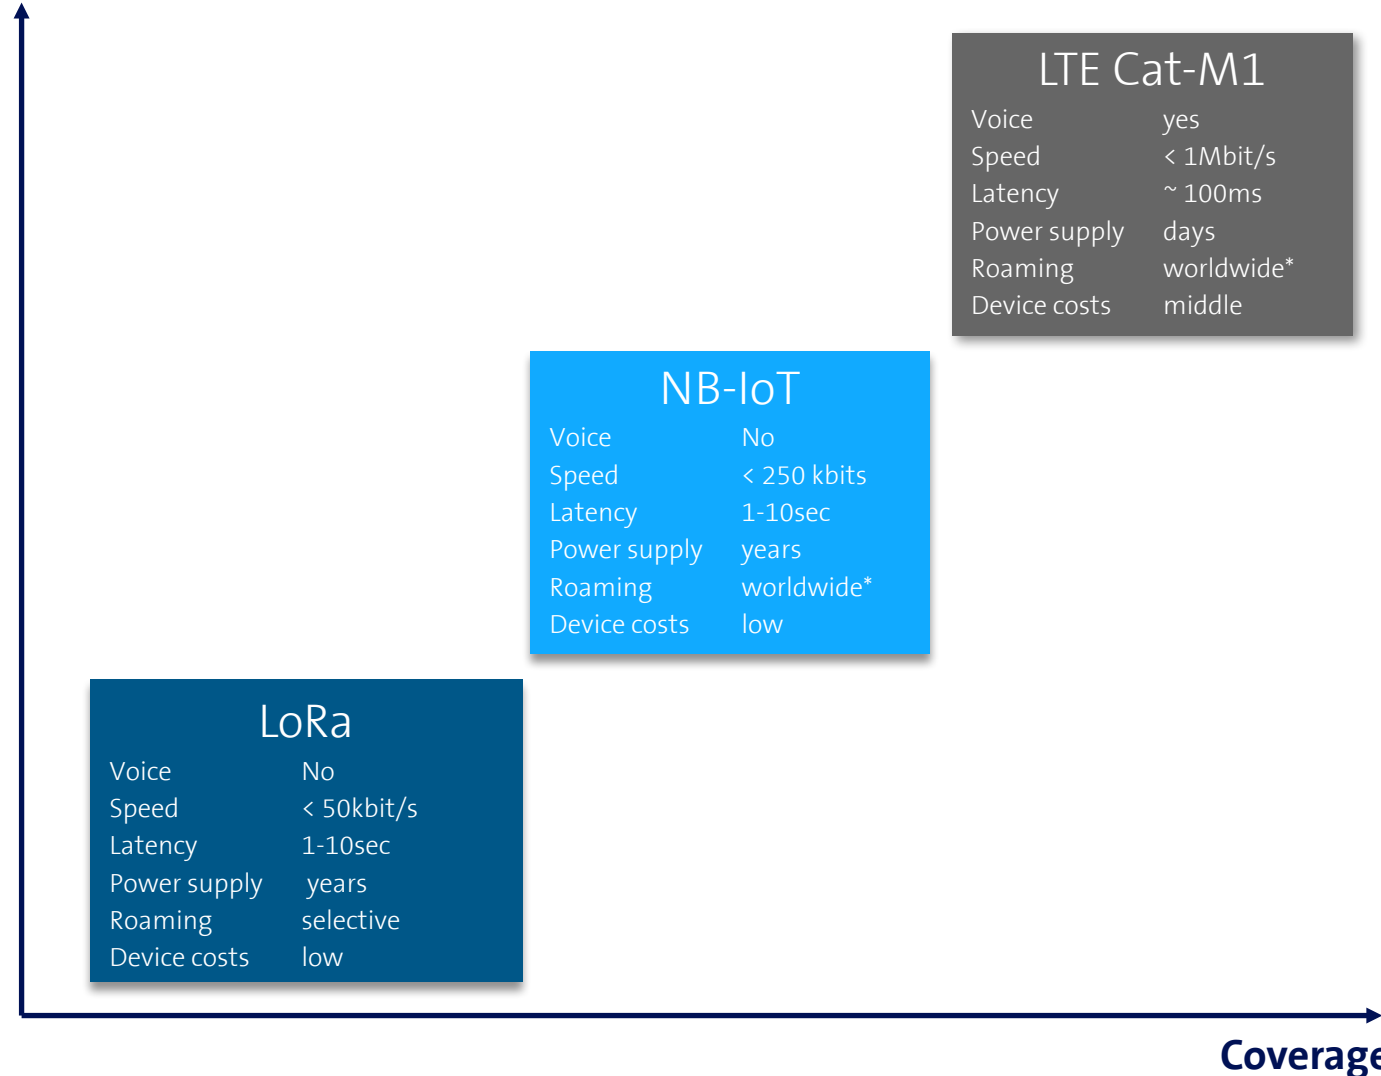 LTE Cat-M1
Voice yes
Speed < 1Mbit/s
Latency ~ 100ms
Power supply days
Roaming worldwide*
Device costs middle
NB-IoT
Voice No
Speed < 250 kbits
Latency 1-10sec
Power supply years
Roaming worldwide*
Device costs low
LoRa
Voice No
Speed < 50kbit/s
Latency 1-10sec
Power supply years
Roaming selective
Device costs low
Coverage